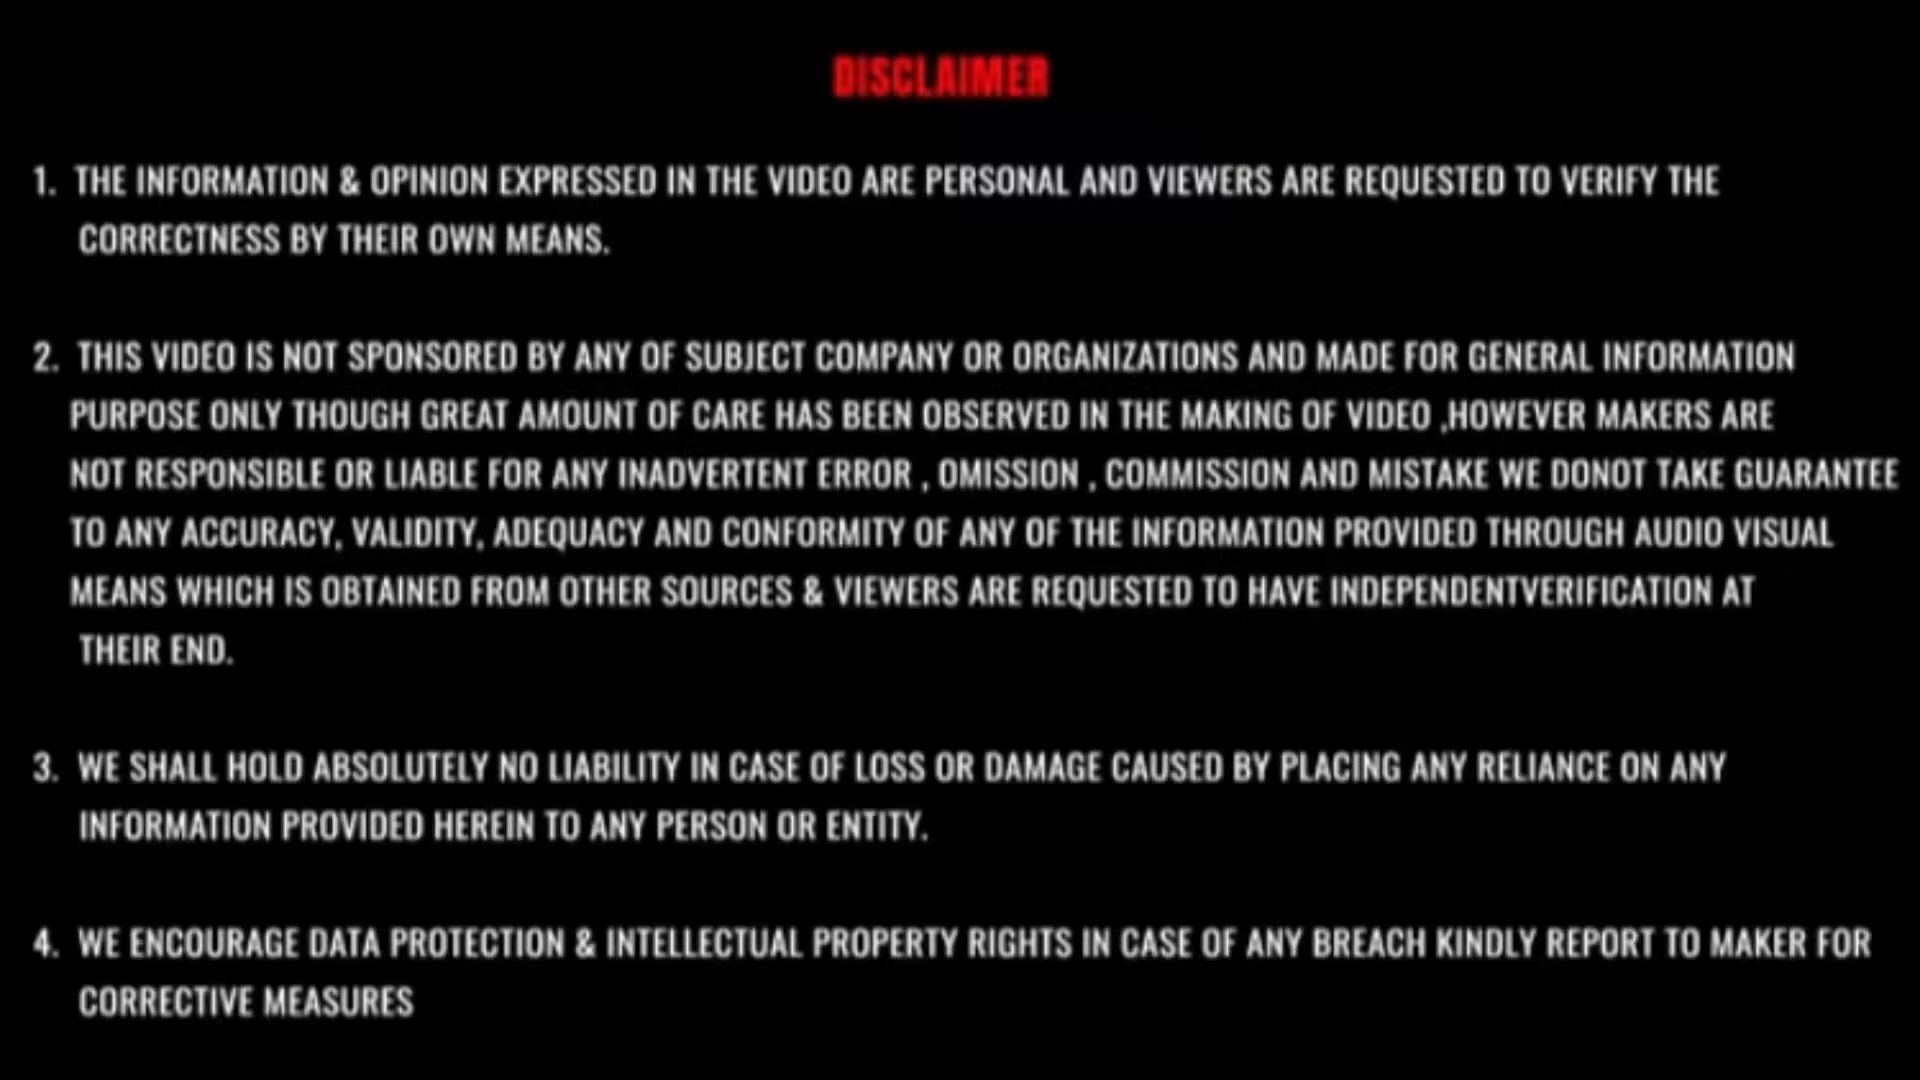 DISCLAIMER
1. THE INFORMATION & OPINION EXPRESSED IN THE VIDEO ARE PERSONAL AND VIEWERS ARE REQUESTED TO VERIFY THE
CORRECTNESS BY THEIR OWN MEANS.
2. THIS VIDEO IS NOT SPONSORED BY ANY OF SUBJECT COMPANY OR ORGANIZATIONS AND MADE FOR GENERAL INFORMATION
PURPOSE ONLY THOUGH GREAT AMOUNT OF CARE HAS BEEN OBSERVED IN THE MAKING OF VIDEO ,HOWEVER MAKERS ARE
NOT RESPONSIBLE OR LIABLE FOR ANY INADVERTENT ERROR , OMISSION , COMMISSION AND MISTAKE WE DONOT TAKE GUARANTEE
TO ANY ACCURACY, VALIDITY, ADEQUACY AND CONFORMITY OF ANY OF THE INFORMATION PROVIDED THROUGH AUDIO VISUAL
MEANS WHICH IS OBTAINED FROM OTHER SOURCES & VIEWERS ARE REQUESTED TO HAVE INDEPENDENTVERIFICATION AT
THEIR END.
3. WE SHALL HOLD ABSOLUTELY NO LIABILITY IN CASE OF LOSS OR DAMAGE CAUSED BY PLACING ANY RELIANCE ON ANY
INFORMATION PROVIDED HEREIN TO ANY PERSON OR ENTITY.
4. WE ENCOURAGE DATA PROTECTION & INTELLECTUAL PROPERTY RIGHTS IN CASE OF ANY BREACH KINDLY REPORT TO MAKER FOR
CORRECTIVE MEASURES